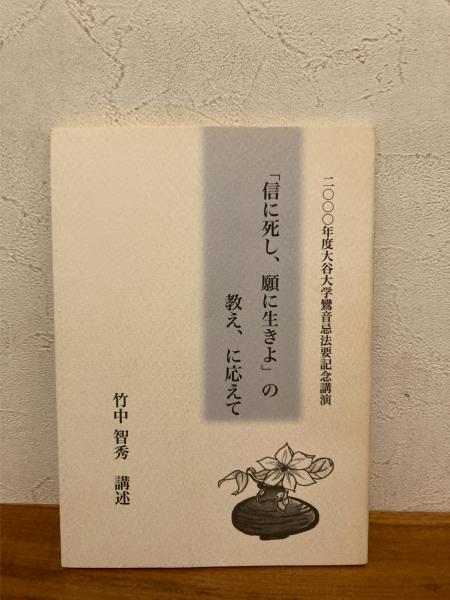 二〇〇〇年度大谷大学鸞音忌法要記念講演
「信に死し、願に生きよ」の
教え、に応えて
竹中 智秀 講述